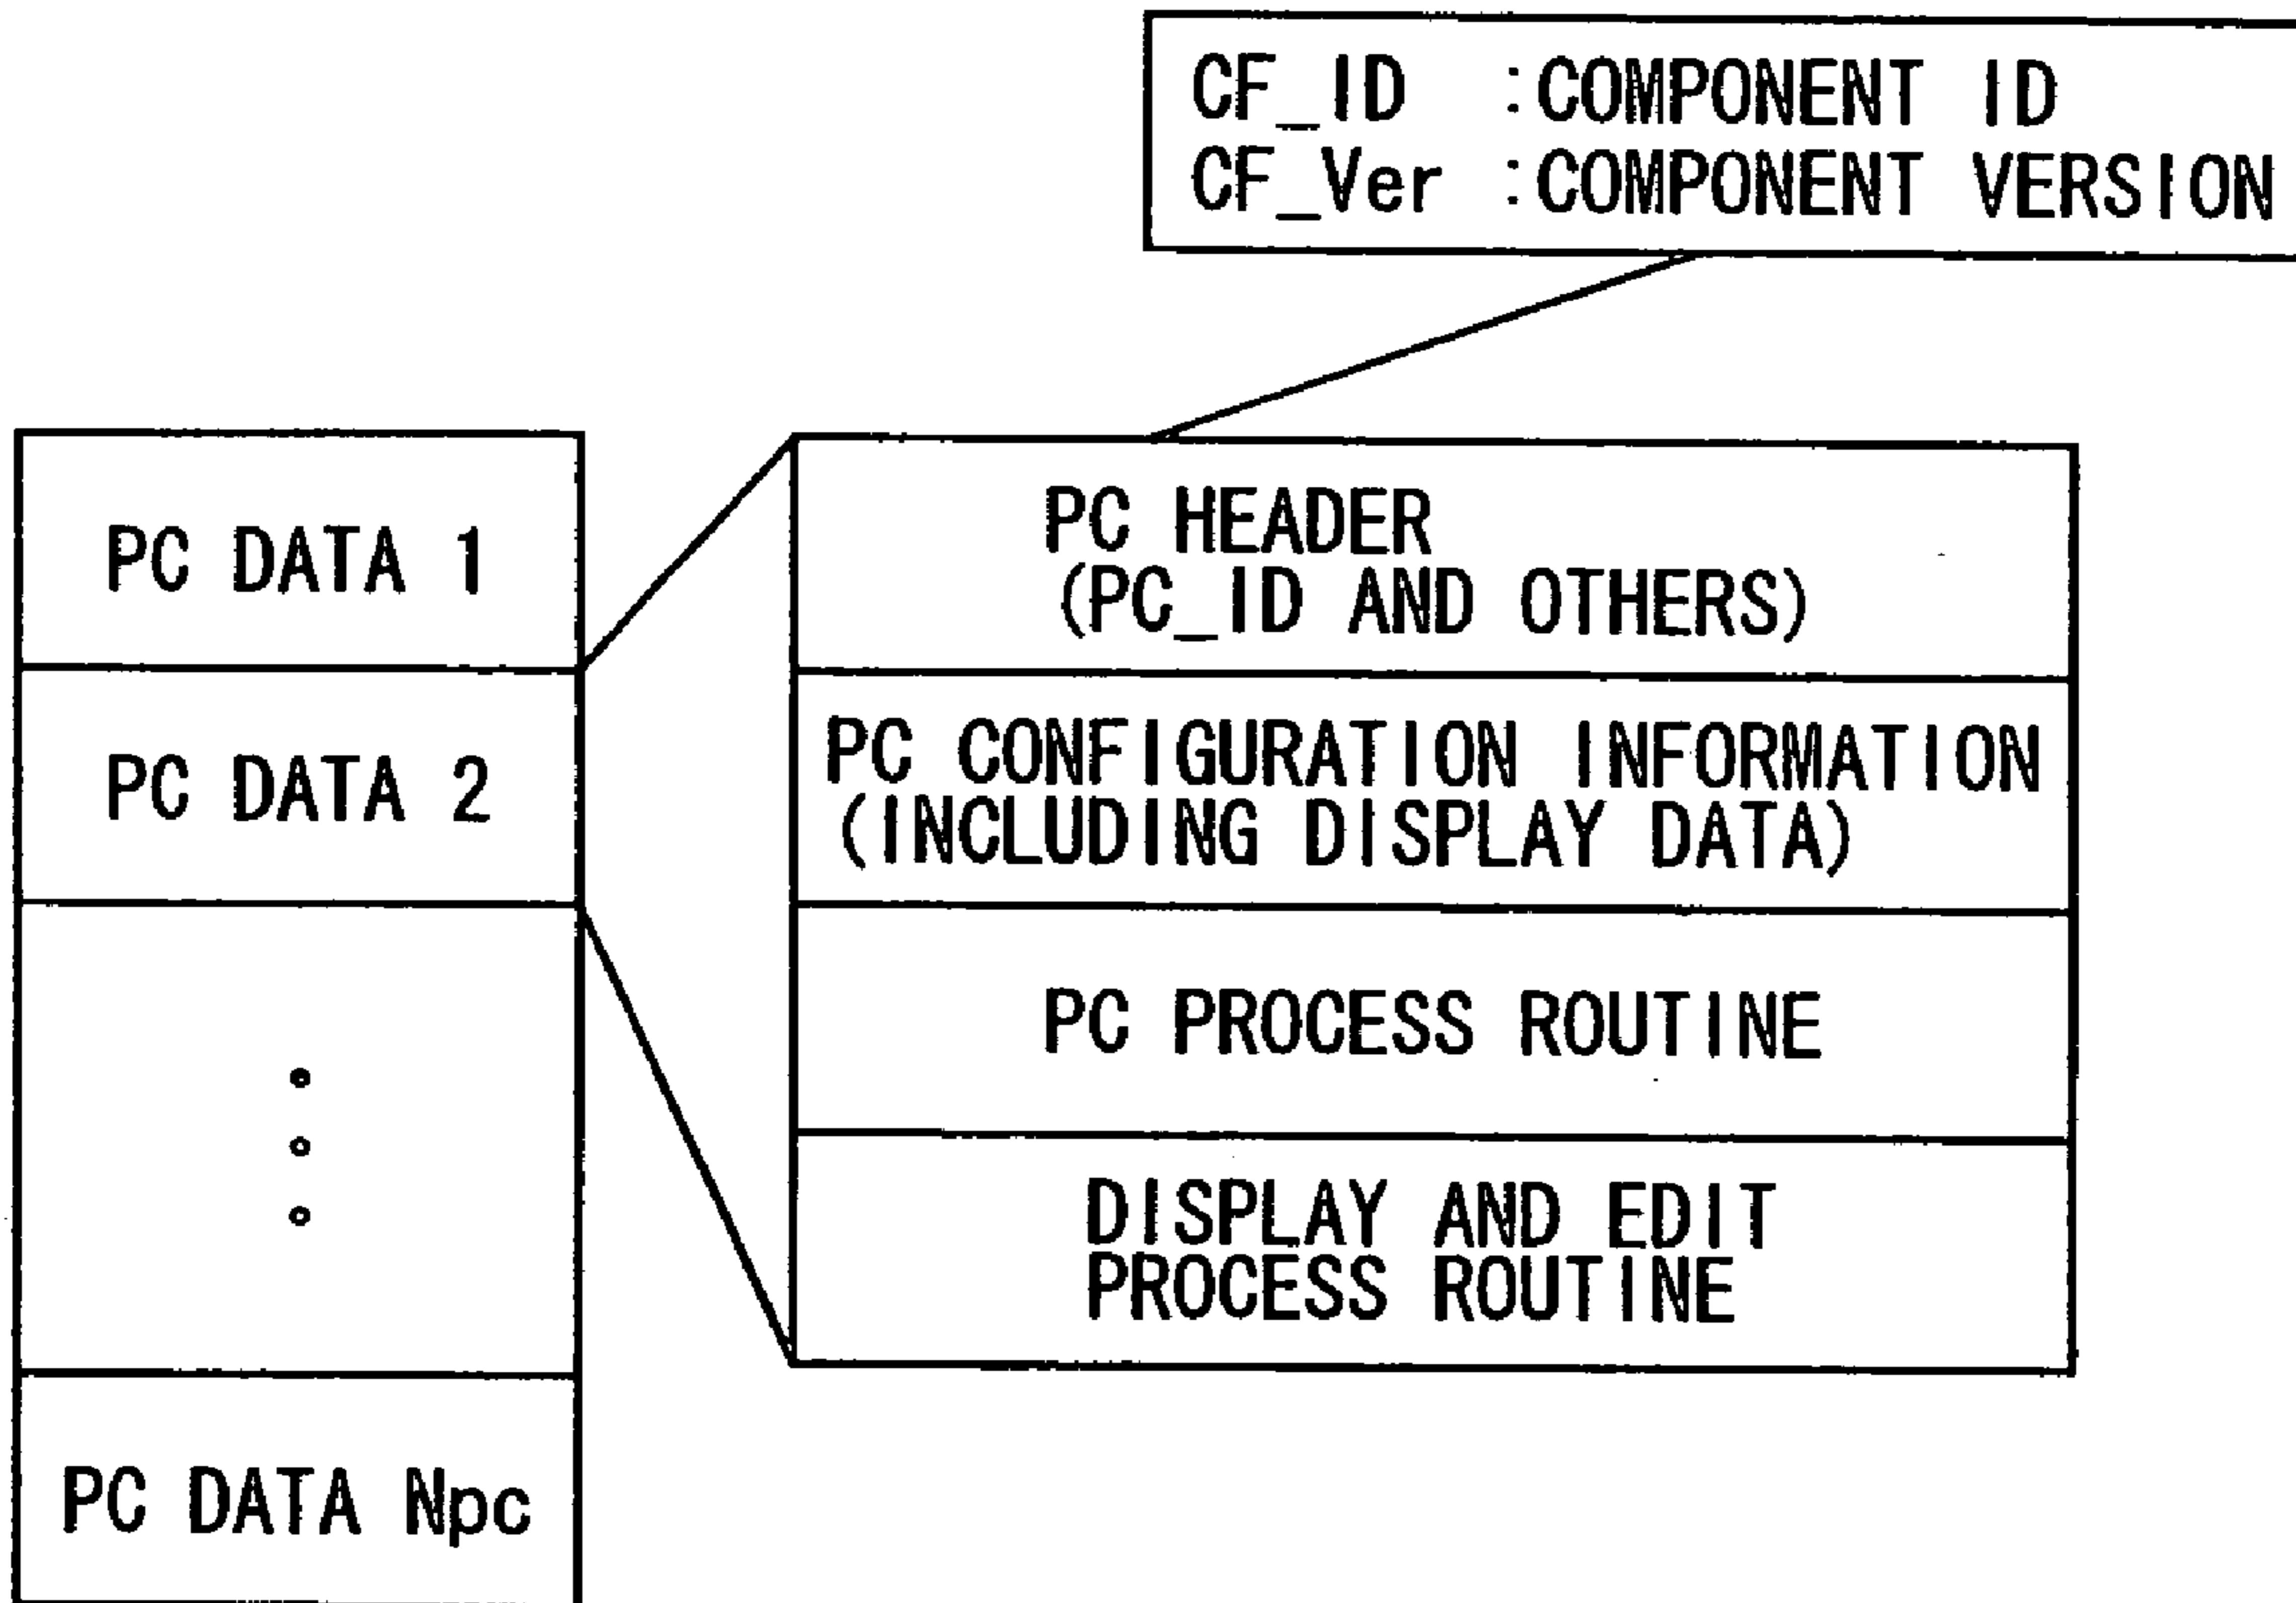 CF_ID :COMPONENT ID
CF_Ver :COMPONENT VERSION
PC DATA 1
PC DATA 2
PC DATA Npc
PC HEADER
(PC_ID AND OTHERS)
PC CONFIGURATION INFORMATION
(INCLUDING DISPLAY DATA)
PC PROCESS ROUTINE
DISPLAY AND EDIT
PROCESS ROUTINE